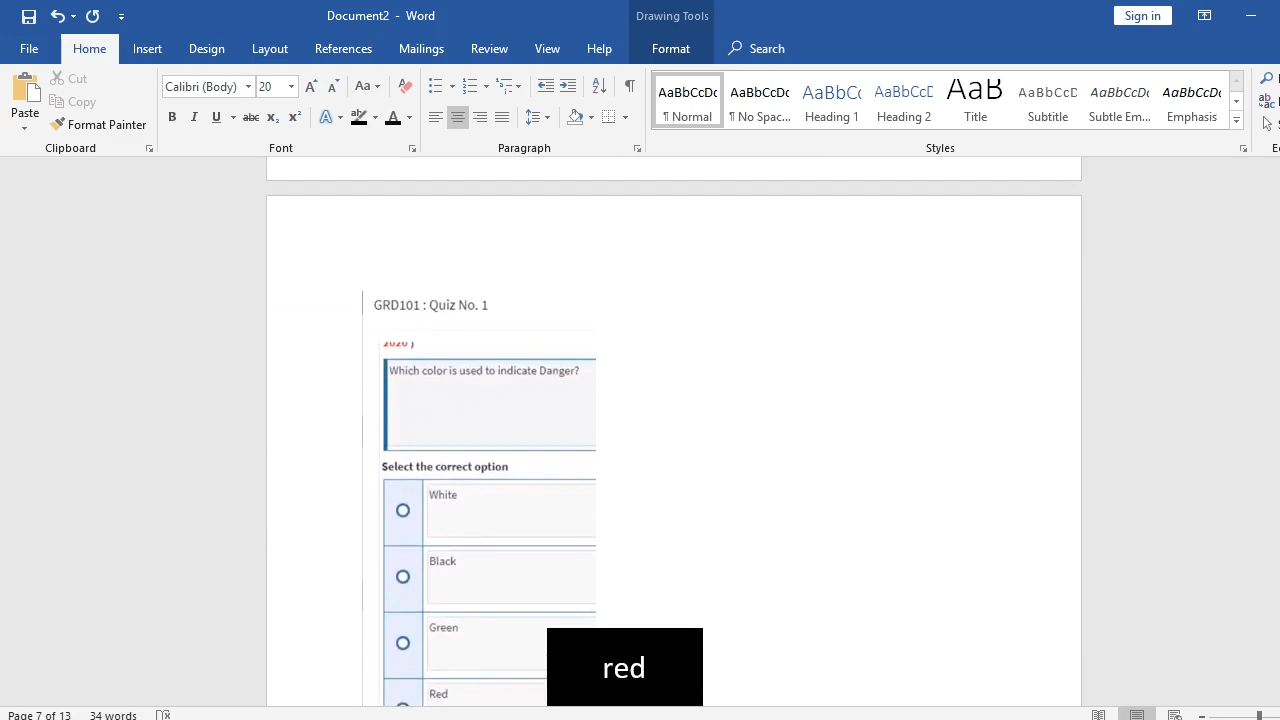 Document2 - Word
Drawing Tools
Sign in
File
Home
Insert
Design
Layout
References
Mailings
Review
View
Help
Format
Search
Paste
Cut
Copy
Format Painter
Clipboard
Calibri (Body)
20
Font
Paragraph
AaBbCcDc
¶ Normal
AaBbCcDc
¶ No Spac...
AaBbCc
Heading 1
AaBbCcD
Heading 2
AaB
Title
AaBbCcD
Subtitle
AaBbCcDc
Subtle Em...
AaBbCcDc
Emphasis
Styles
GRD101 : Quiz No. 1
2020 )
Which color is used to indicate Danger?
Select the correct option
White
Black
Green
Red
red
Page 7 of 13
34 words